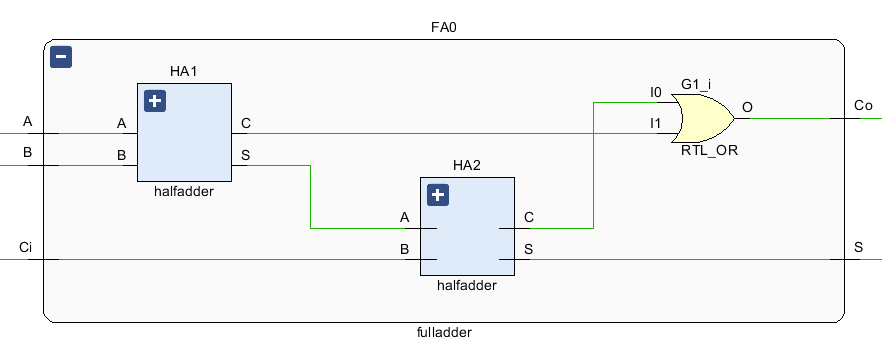 FA0
HA1
A
B
A
B
C
S
halfadder
I0
I1
G1_i
O
RTL_OR
Co
HA2
Ci
A
B
C
S
halfadder
S
fulladder